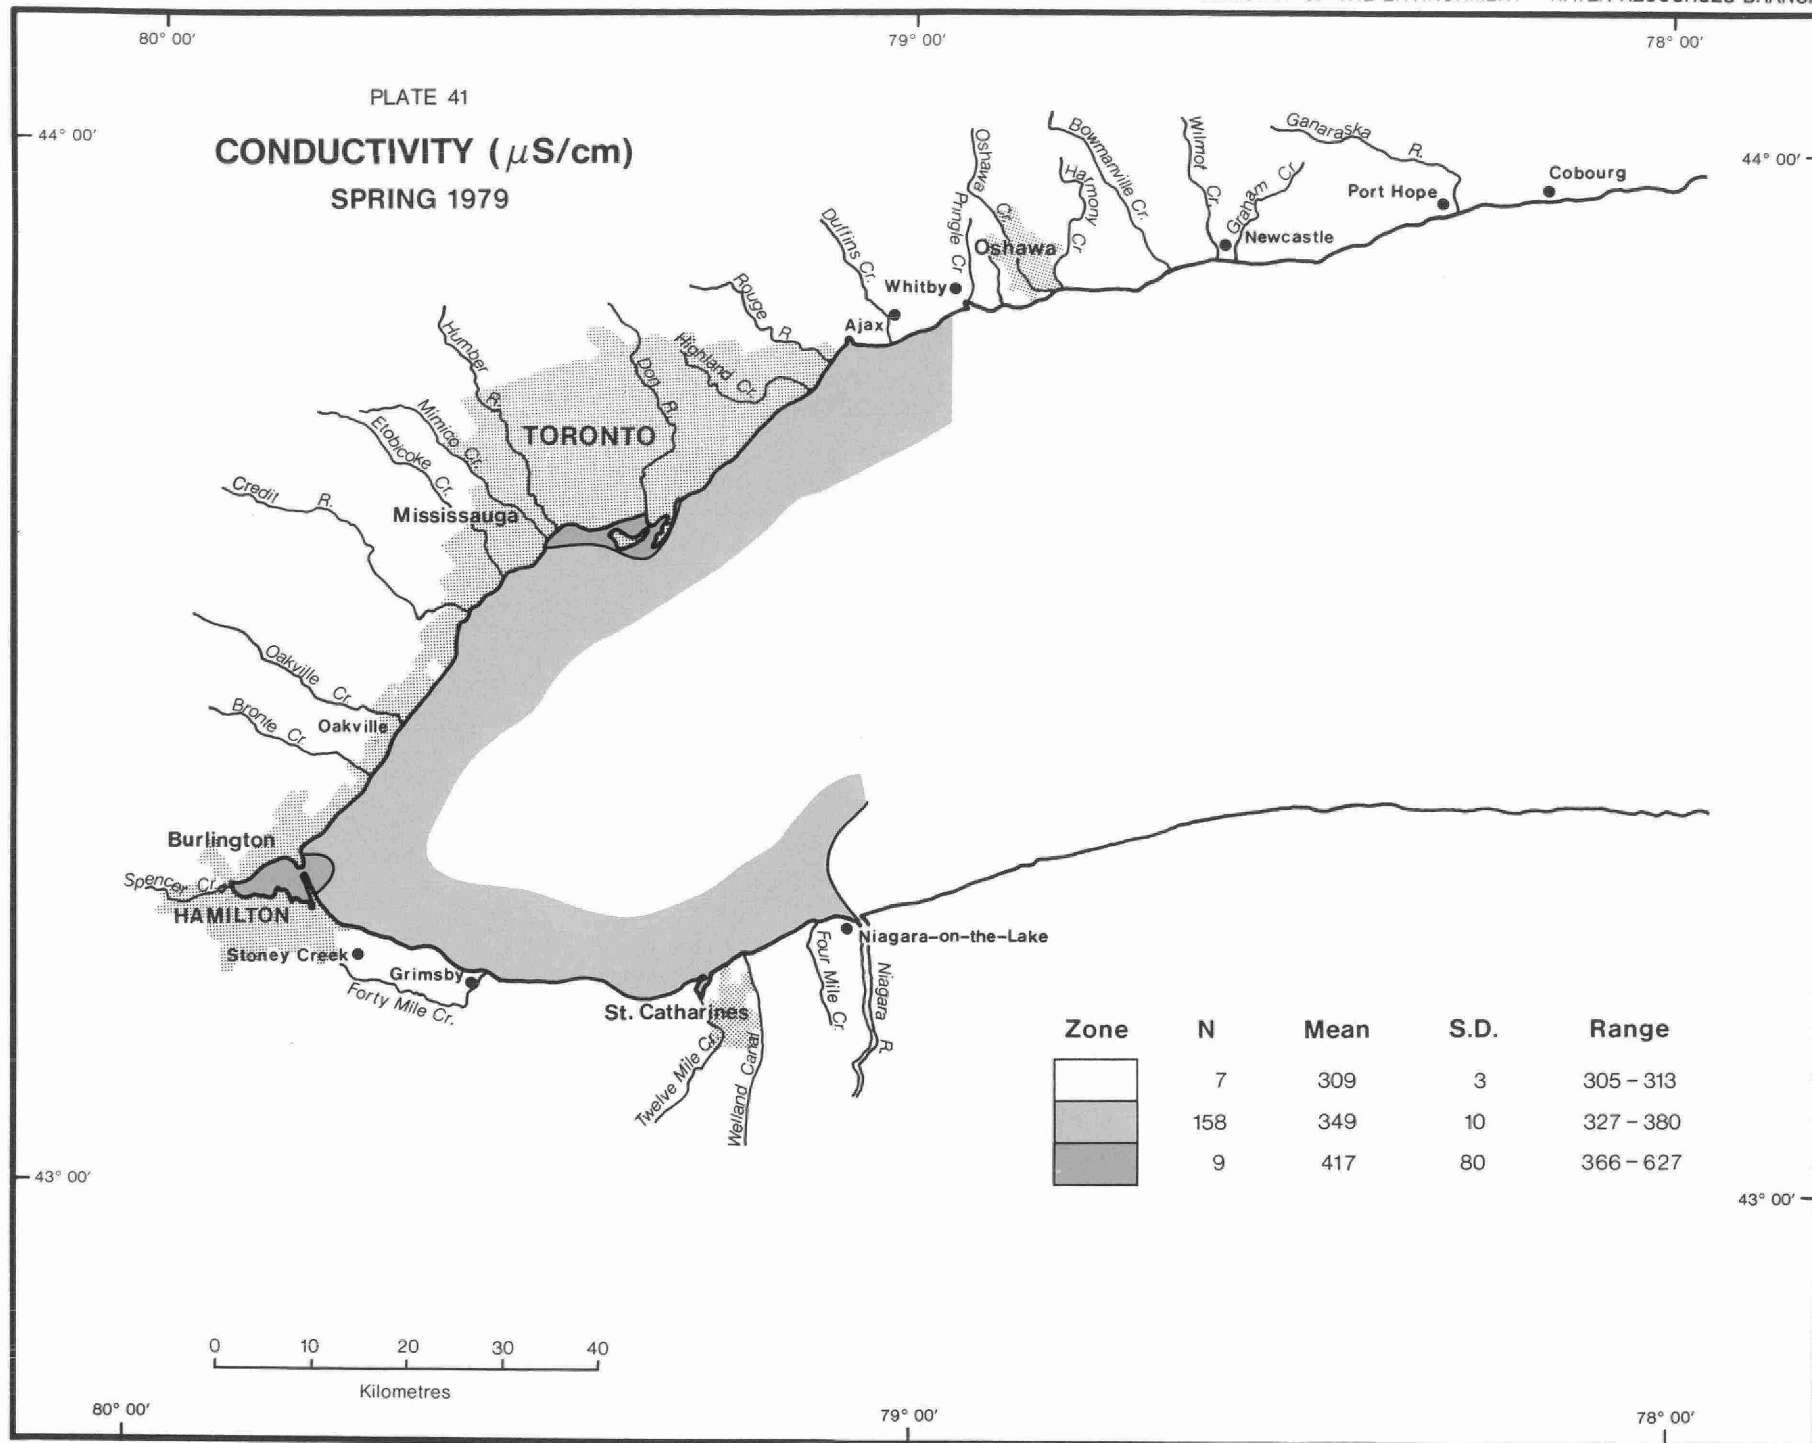 80° 00'
79° 00'
78° 00'
PLATE 41
CONDUCTIVITY (μS/cm)
SPRING 1979
44° 00'
44° 00'
Ganaraska R.
Wilmot Cr.
Bowmanville Cr.
Oshawa Cr.
Harmony Cr
Graham Cr.
Cobourg
Port Hope
Newcastle
Pringle Cr
Oshawa
Duffins Cr.
Whitby
Ajax
Rouge R.
Highland Cr.
Humber R.
Don R.
TORONTO
Mimico Cr.
Etobicoke Cr.
Credit R.
Mississauga
Oakville Cr.
Bronte Cr.
Oakville
Burlington
Spencer Cr.
HAMILTON
Stoney Creek
Grimsby
Forty Mile Cr.
St. Catharines
Twelve Mile Cr.
Welland Canal
Four Mile Cr.
Niagara-on-the-Lake
Niagara R.
Zone N Mean S.D. Range
7 309 3 305 – 313
158 349 10 327 – 380
9 417 80 366 – 627
43° 00'
43° 00'
0 10 20 30 40
Kilometres
80° 00'
79° 00'
78° 00'